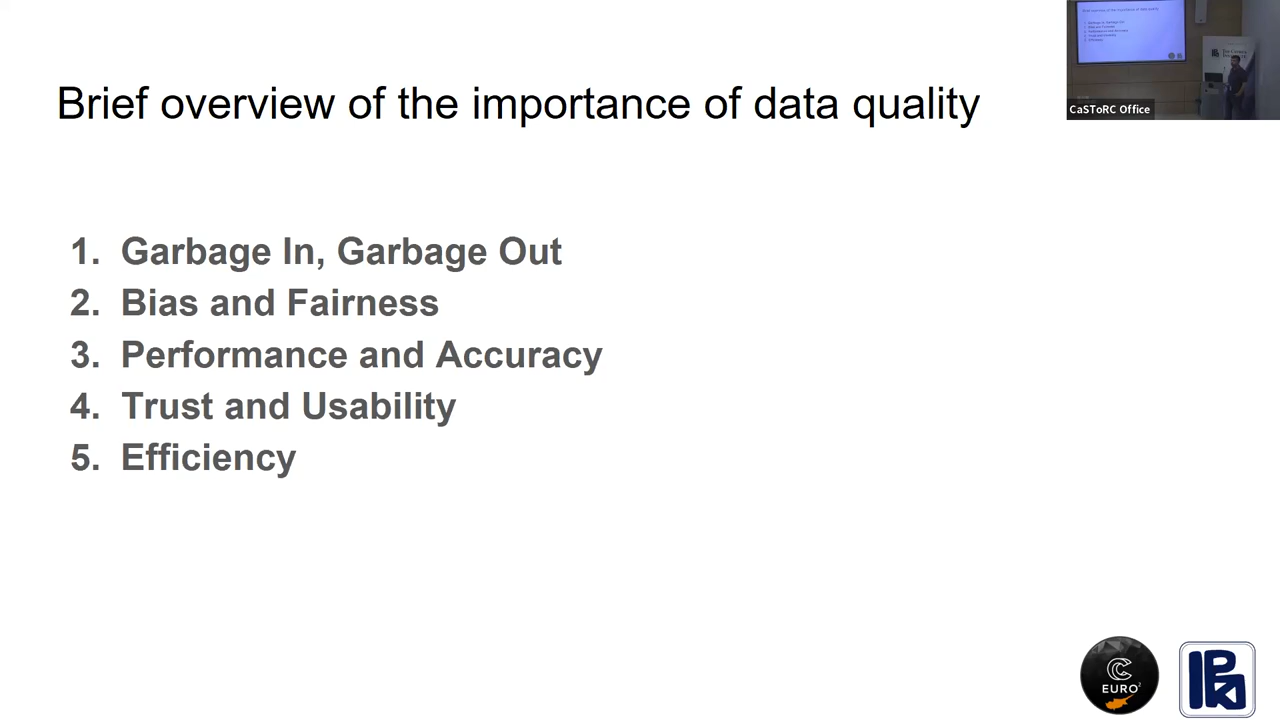 Brief overview of the importance of data quality
1. Garbage In, Garbage Out
2. Bias and Fairness
3. Performance and Accuracy
4. Trust and Usability
5. Efficiency
CaSToRC Office
C
EURO²